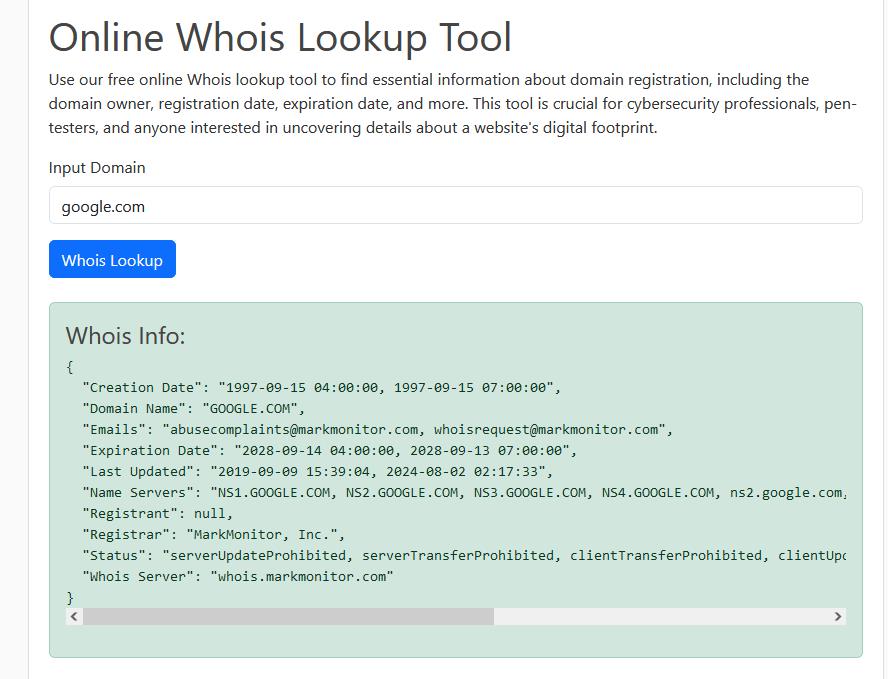 Online Whois Lookup Tool
Use our free online Whois lookup tool to find essential information about domain registration, including the
domain owner, registration date, expiration date, and more. This tool is crucial for cybersecurity professionals, pen-
testers, and anyone interested in uncovering details about a website's digital footprint.
Input Domain
google.com
Whois Lookup
Whois Info:
{
"Creation Date": "1997-09-15 04:00:00, 1997-09-15 07:00:00",
"Domain Name": "GOOGLE.COM",
"Emails": "abusecomplaints@markmonitor.com, whoisrequest@markmonitor.com",
"Expiration Date": "2028-09-14 04:00:00, 2028-09-13 07:00:00",
"Last Updated": "2019-09-09 15:39:04, 2024-08-02 02:17:33",
"Name Servers": "NS1.GOOGLE.COM, NS2.GOOGLE.COM, NS3.GOOGLE.COM, NS4.GOOGLE.COM, ns2.google.com,
"Registrant": null,
"Registrar": "MarkMonitor, Inc.",
"Status": "serverUpdateProhibited, serverTransferProhibited, clientTransferProhibited,
"Whois Server": "whois.markmonitor.com"
}